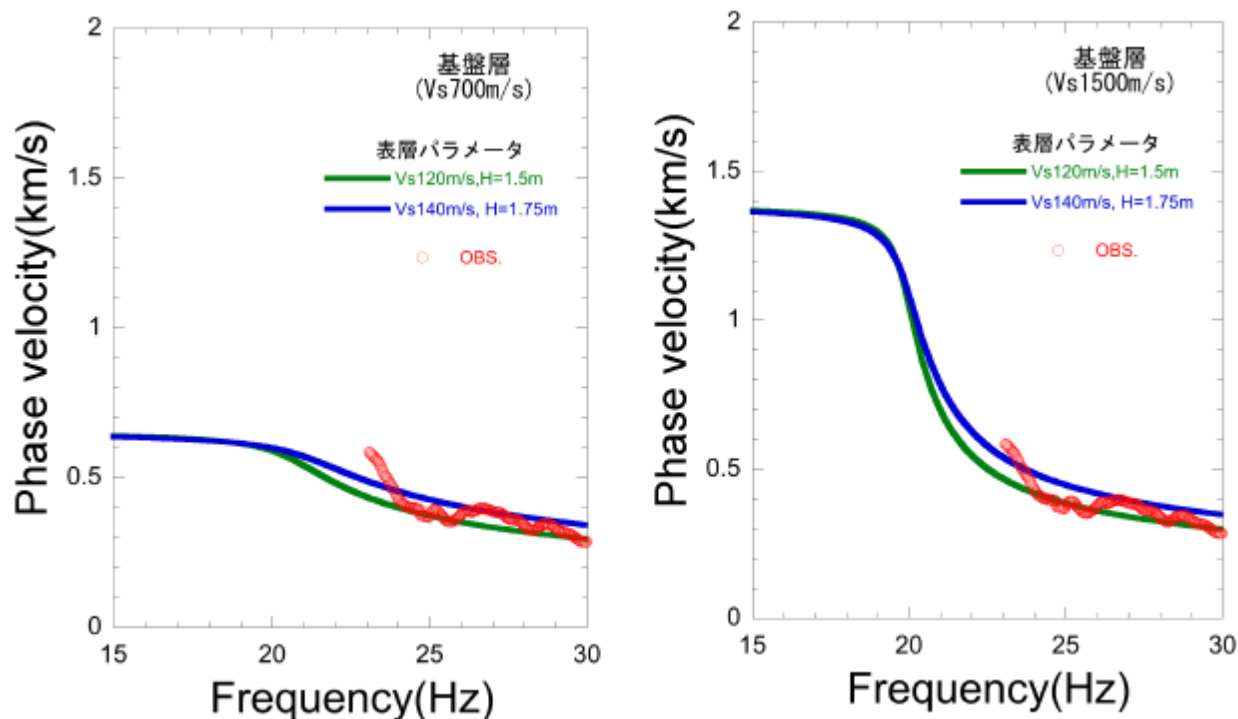 2
1.5
1
0.5
0
15
20
25
30
Phase velocity(km/s)
Frequency(Hz)
基盤層
(Vs700m/s)
表層パラメータ
Vs120m/s,H=1.5m
Vs140m/s, H=1.75m
OBS.
2
1.5
1
0.5
0
15
20
25
30
Phase velocity(km/s)
Frequency(Hz)
基盤層
(Vs1500m/s)
表層パラメータ
Vs120m/s,H=1.5m
Vs140m/s, H=1.75m
OBS.